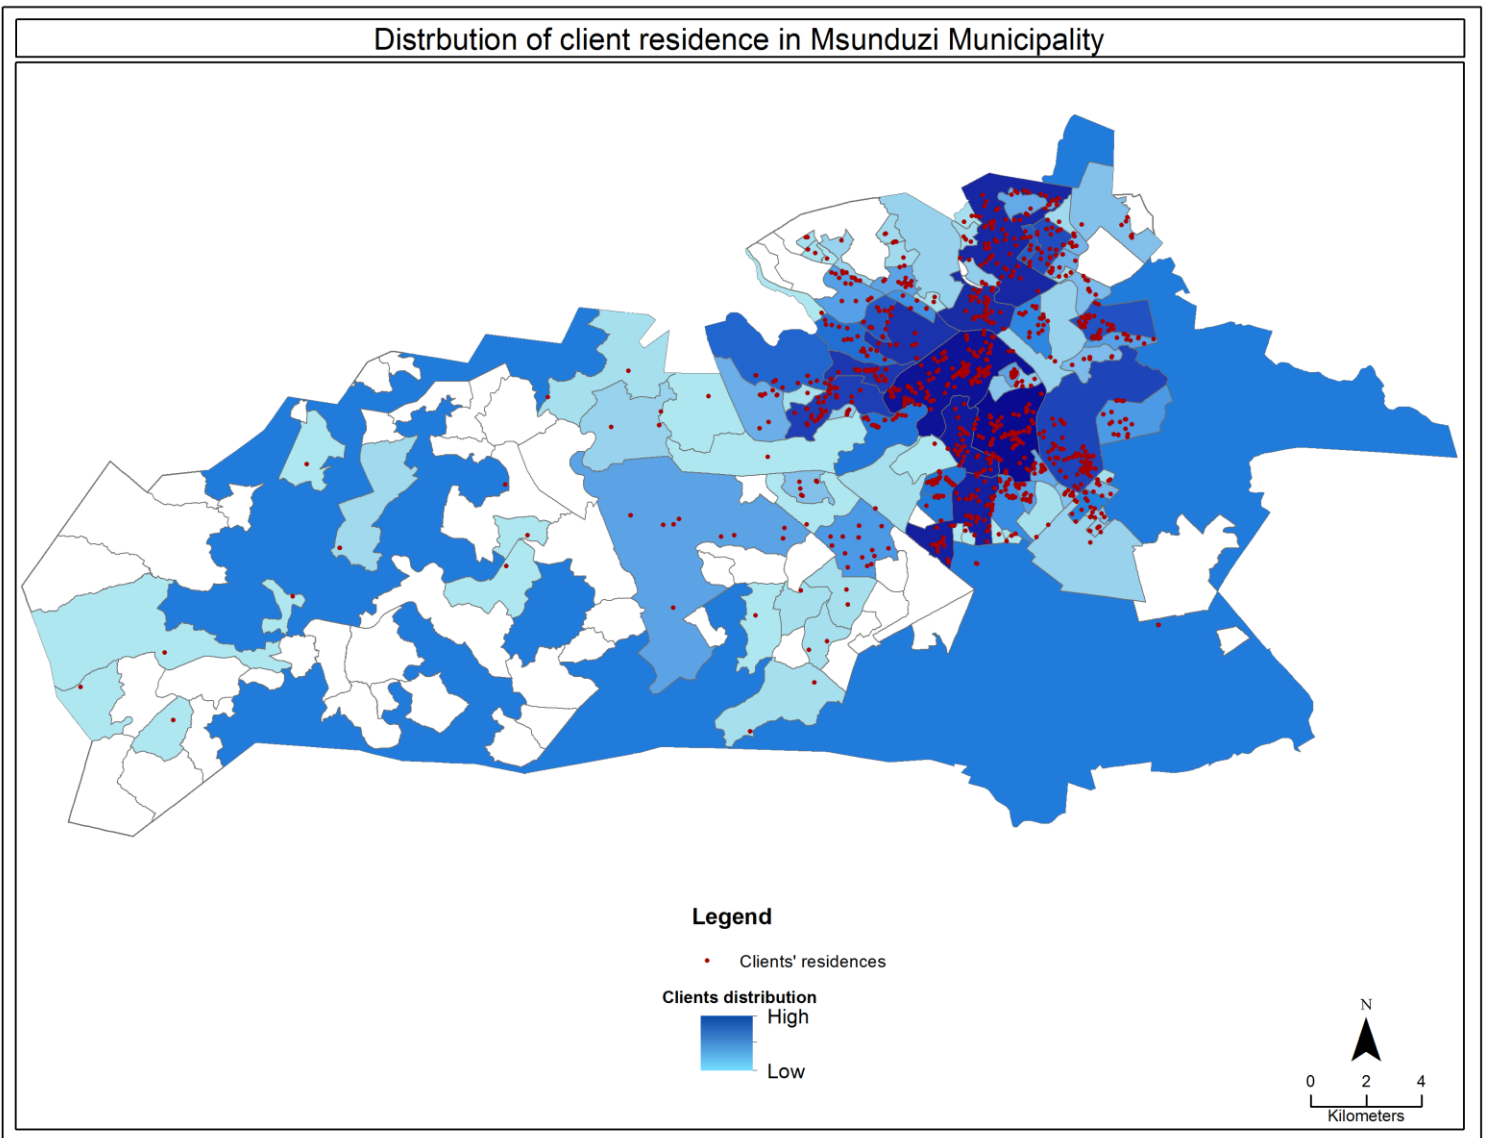 Distrbution of client residence in Msunduzi Municipality
Legend
Clients' residences
Clients distribution
High
Low
N
0 2 4
Kilometers